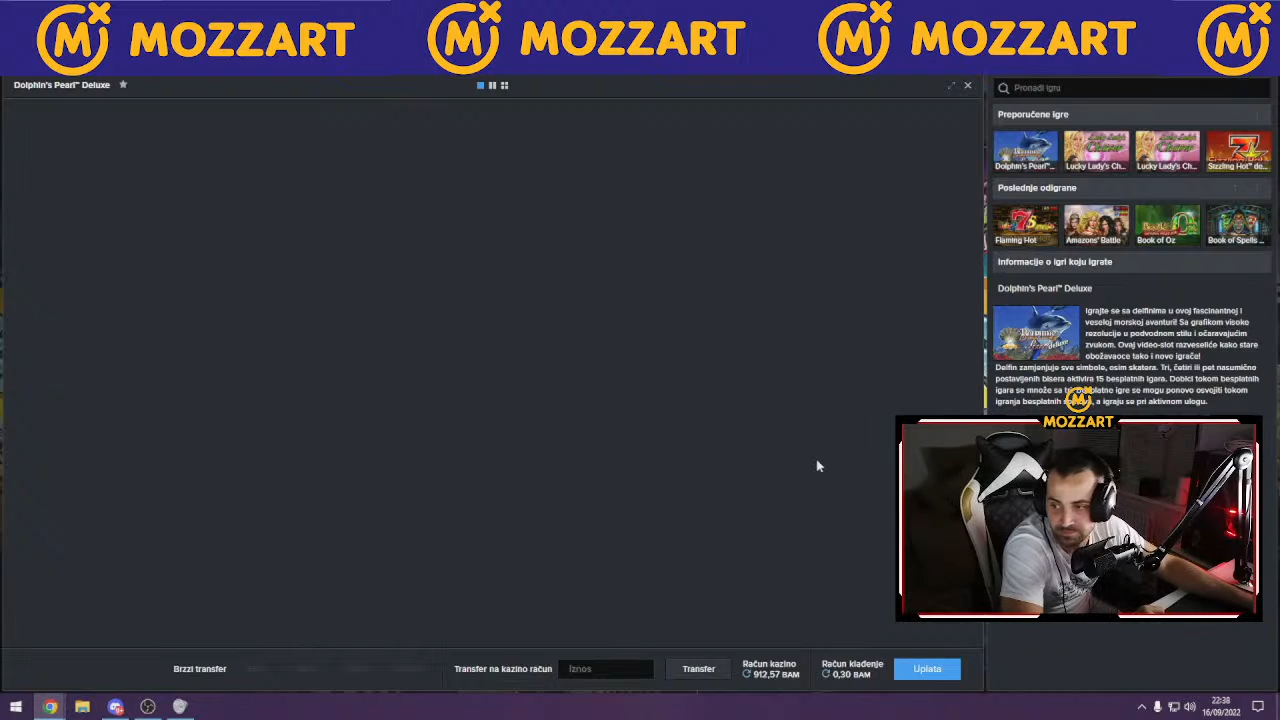 MOZZART MOZZART MOZZART
Dolphin's Pearl™ Deluxe
Pronađi igru
Preporučene igre
Dolphin's Pearl™... Lucky Lady's Ch... Lucky Lady's Ch... Sizzling Hot™ de...
Poslednje odigrane
Flaming Hot Amazons' Battle Book of Oz Book of Spells ...
Informacije o igri koju igrate
Dolphin's Pearl™ Deluxe
Igrajte se sa delfinima u ovoj fascinantnoj i
veseloj morskoj avanturi! Sa grafikom visoke
rezolucije u podvodnom stilu i očaravajućim
zvukom. Ovaj video-slot razveseliće kako stare
obožavaoce tako i nove igrače!
Delfin zamjenjuje sve simbole, osim skatera. Tri, četiri ili pet nasumično
postavljenih bisera aktivira 15 besplatnih igara. Dobici tokom besplatnih
igara se množe sa tri. Besplatne igre se mogu ponovo osvojiti tokom
igranja besplatnih a igraju se pri aktivnom ulogu.
MOZZART
Brzzi transfer
Transfer na kazino račun
Iznos
Transfer
Račun kazino
912,57 BAM
Račun klađenje
0,30 BAM
Uplata
22:38
16/09/2022